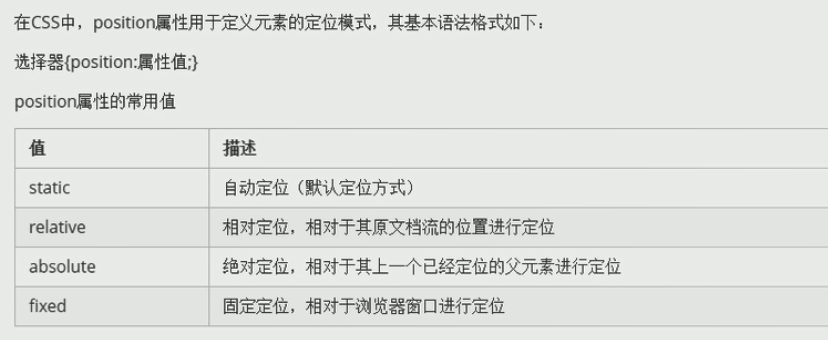 在CSS中，position属性用于定义元素的定位模式，其基本语法格式如下：
选择器{position:属性值;}
position属性的常用值
值 描述
static 自动定位（默认定位方式）
relative 相对定位，相对于其原文档流的位置进行定位
absolute 绝对定位，相对于其上一个已经定位的父元素进行定位
fixed 固定定位，相对于浏览器窗口进行定位